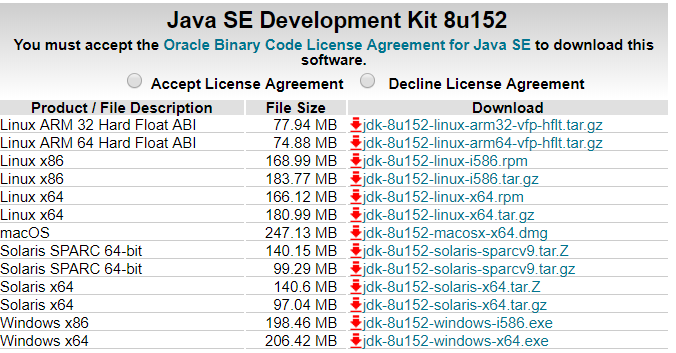 Java SE Development Kit 8u152
You must accept the Oracle Binary Code License Agreement for Java SE to download this
software.
Accept License Agreement Decline License Agreement
Product / File Description File Size Download
Linux ARM 32 Hard Float ABI 77.94 MB jdk-8u152-linux-arm32-vfp-hflt.tar.gz
Linux ARM 64 Hard Float ABI 74.88 MB jdk-8u152-linux-arm64-vfp-hflt.tar.gz
Linux x86 168.99 MB jdk-8u152-linux-i586.rpm
Linux x86 183.77 MB jdk-8u152-linux-i586.tar.gz
Linux x64 166.12 MB jdk-8u152-linux-x64.rpm
Linux x64 180.99 MB jdk-8u152-linux-x64.tar.gz
macOS 247.13 MB jdk-8u152-macosx-x64.dmg
Solaris SPARC 64-bit 140.15 MB jdk-8u152-solaris-sparcv9.tar.Z
Solaris SPARC 64-bit 99.29 MB jdk-8u152-solaris-sparcv9.tar.gz
Solaris x64 140.6 MB jdk-8u152-solaris-x64.tar.Z
Solaris x64 97.04 MB jdk-8u152-solaris-x64.tar.gz
Windows x86 198.46 MB jdk-8u152-windows-i586.exe
Windows x64 206.42 MB jdk-8u152-windows-x64.exe